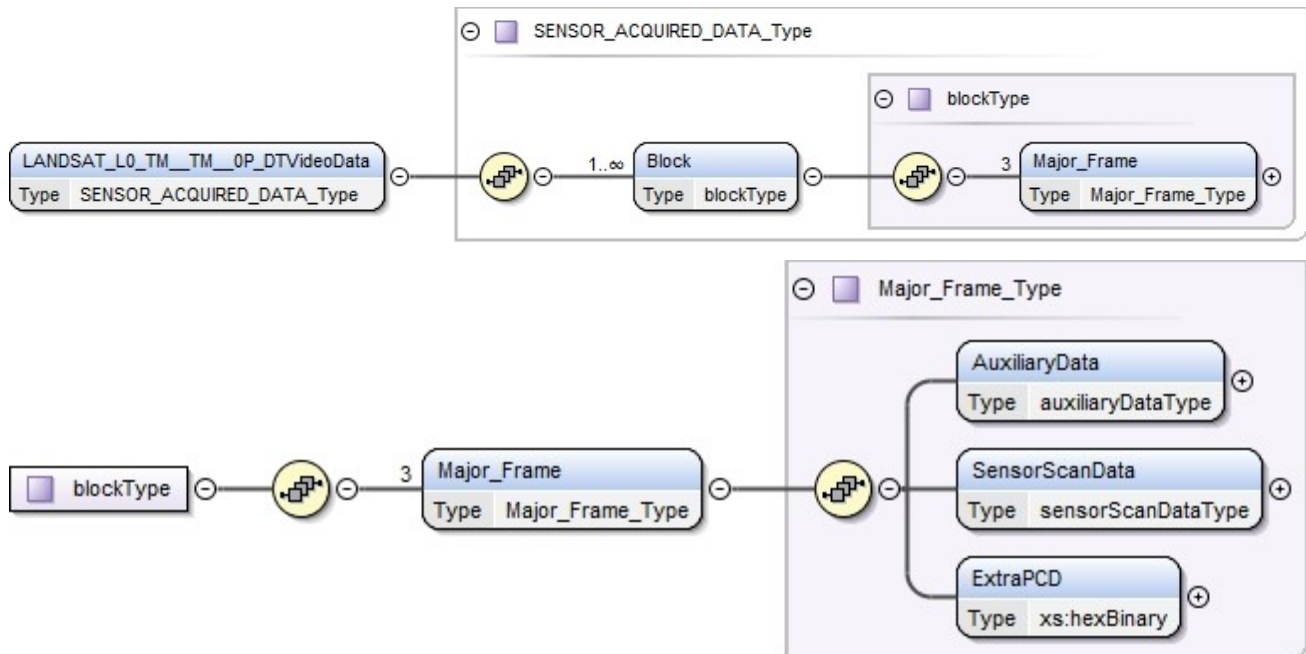 SENSOR_ACQUIRED_DATA_Type
blockType
LANDSAT_L0_TM__TM__0P_DTVideoData
Type SENSOR_ACQUIRED_DATA_Type
1..∞
Block
Type blockType
3
Major_Frame
Type Major_Frame_Type
Major_Frame_Type
AuxiliaryData
Type auxiliaryDataType
blockType
3
Major_Frame
Type Major_Frame_Type
SensorScanData
Type sensorScanDataType
ExtraPCD
Type xs:hexBinary